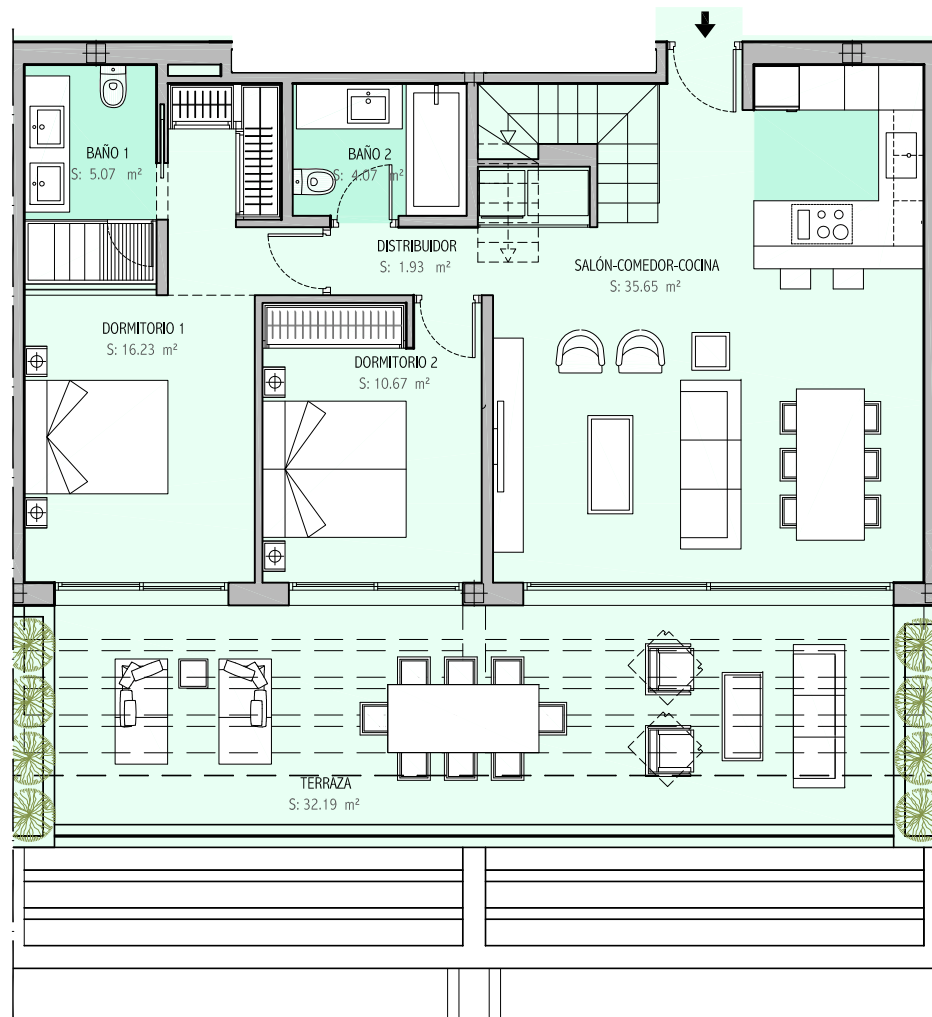 BAÑO 1
S: 5.07 m²
BAÑO 2
S: 4.07 m²
DISTRIBUIDOR
S: 1.93 m²
SALÓN-COMEDOR-COCINA
S: 35.65 m²
DORMITORIO 1
S: 16.23 m²
DORMITORIO 2
S: 10.67 m²
TERRAZA
S: 32.19 m²